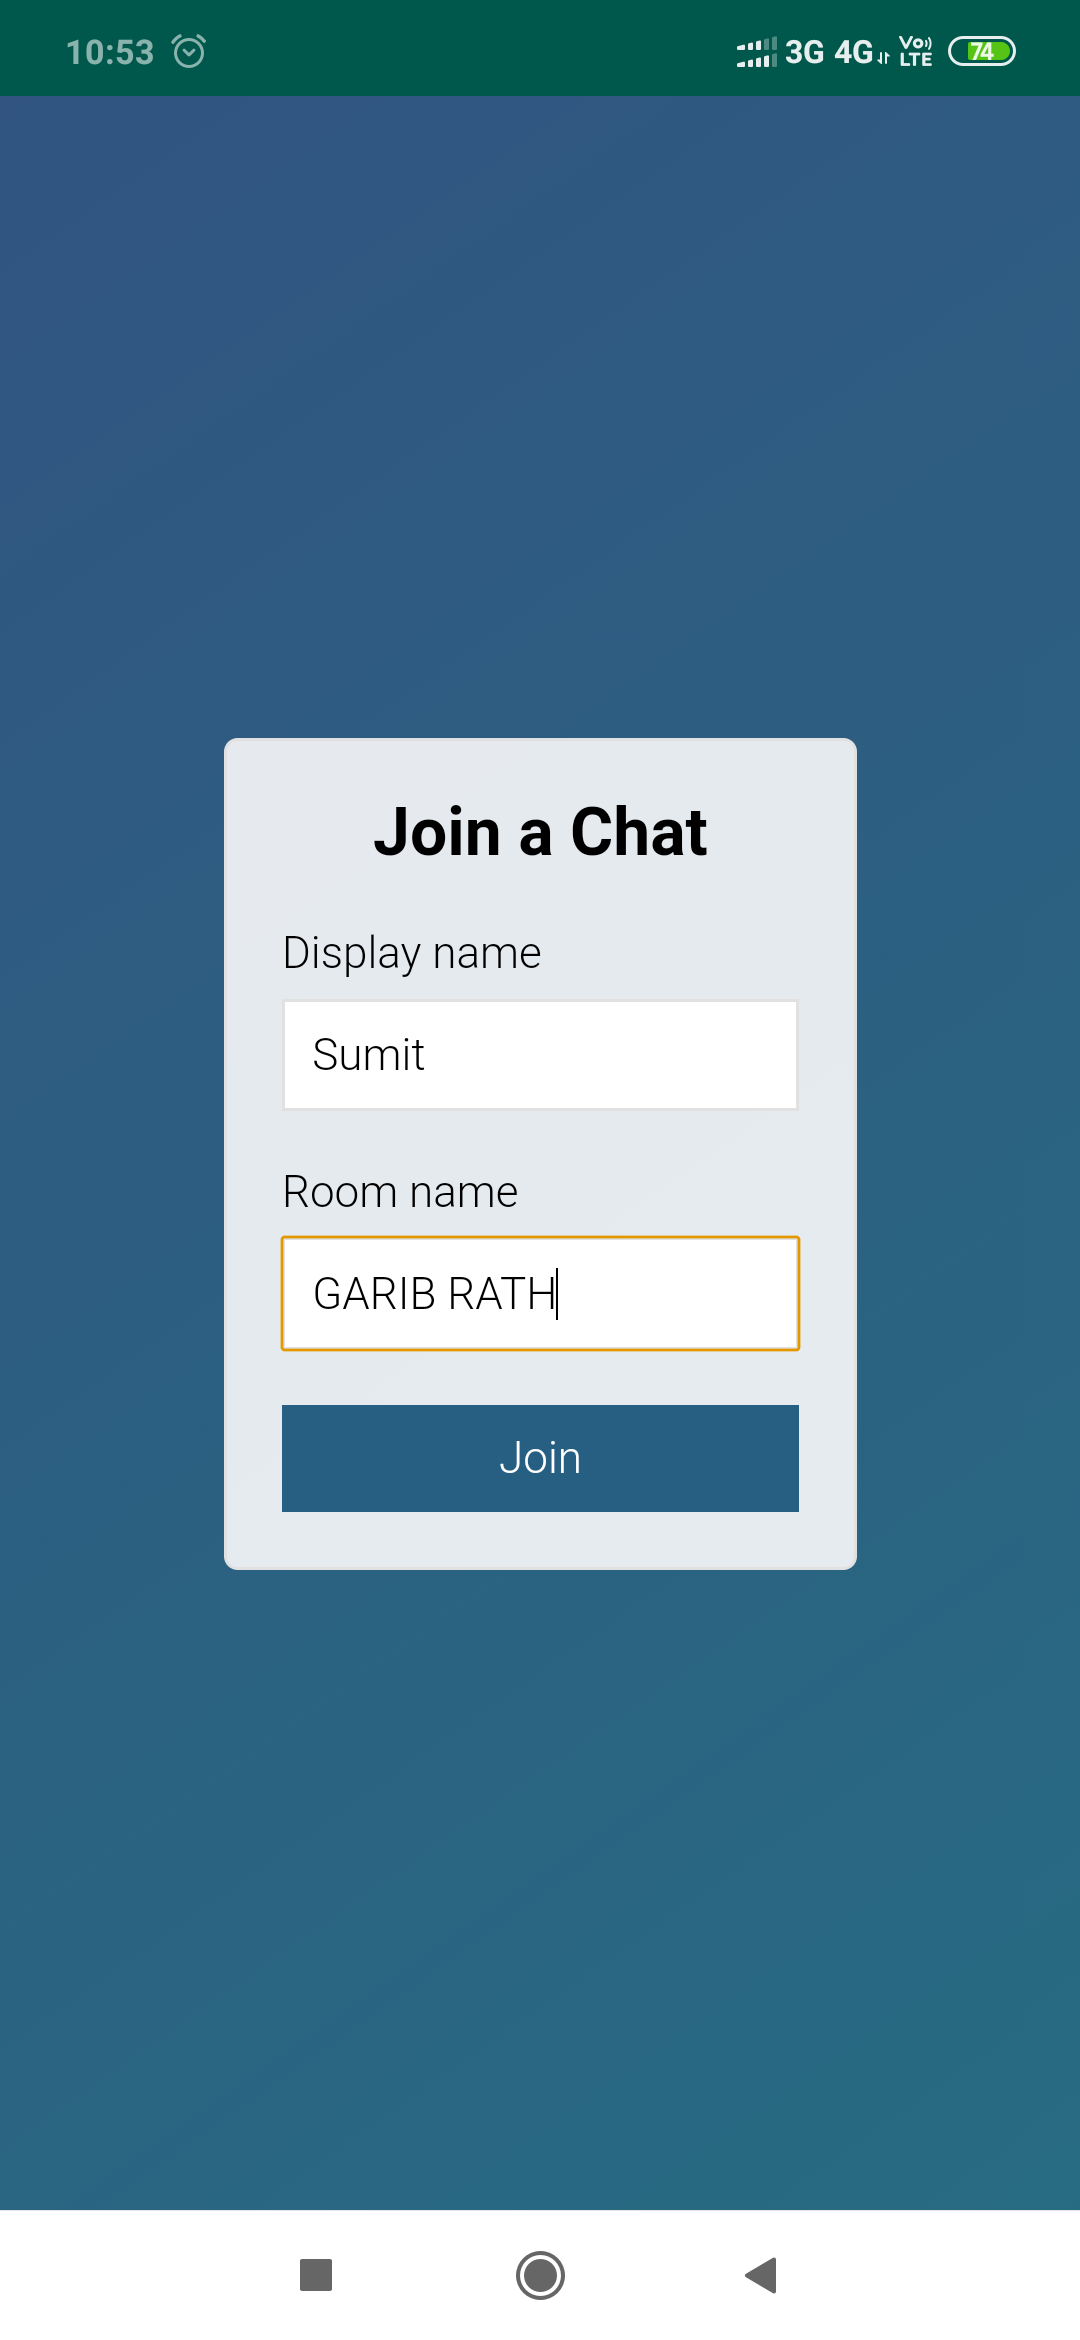 10:53 3G 4G Vo LTE 74
Join a Chat
Display name
Sumit
Room name
GARIB RATH
Join